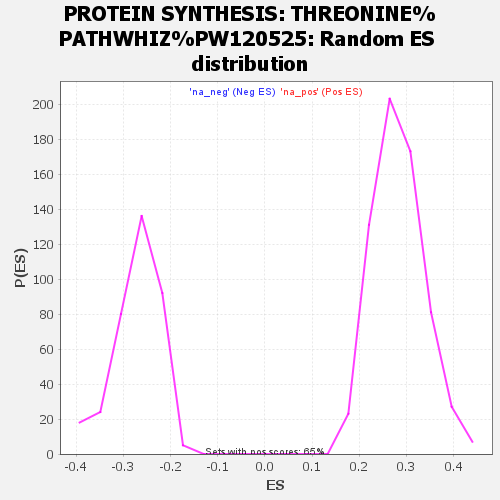 PROTEIN SYNTHESIS: THREONINE%
PATHWHIZ%PW120525: Random ES
distribution
'na_neg' (Neg ES) 'na_pos' (Pos ES)
200
180
160
140
120
100
80
60
40
20
0
P(ES)
Sets with pos scores: 65%
-0.4 -0.3 -0.2 -0.1 0.0 0.1 0.2 0.3 0.4
ES